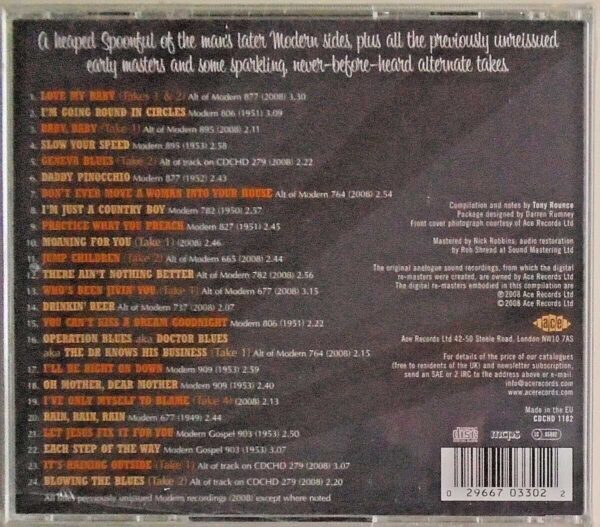 A heaped Spoonful of the man's later Modern sides, plus all the previously unreissued
early masters and some sparkling, never-before-heard alternate takes.
1. LOVE MY BABY (Takes 1 & 2) Alt of Modern 877 (2008) 3.30
2. I'M GOING ROUND IN CIRCLES Modern 806 (1951) 3.09
3. BABY, BABY (Take 1) Alt of Modern 895 (2008) 2.11
4. SLOW YOUR SPEED Modern 895 (1953) 2.58
5. GENEVA BLUES (Take 2) Alt of track on CDCHD 279 (2008) 2.22
6. DADDY PINOCCHIO Modern 877 (1952) 2.43
7. DON'T EVER MOVE A WOMAN INTO YOUR HOUSE Alt of Modern 764 (2008) 2.54
8. I'M JUST A COUNTRY BOY Modern 782 (1950) 2.57
9. PRACTICE WHAT YOU PREACH Modern 827 (1951) 2.45
10. MOANING FOR YOU (Take 1) (2008) 2.46
11. JUMP CHILDREN (Take 2) Modern 665 (2008) 2.44
12. THERE AIN'T NOTHING BETTER Alt of Modern 782 (2008) 2.56
13. WHO'S BEEN JIVIN YOU (Take 1) Alt of Modern 677 (2008) 3.15
14. DRINKIN' BEER Alt of Modern 737 (2008) 2.07
15. YOU CAN'T KISS A DREAM GOODNIGHT Modern 806 (1951) 2.22
16. OPERATION BLUES aka DOCTOR BLUES
aka THE DR KNOWS HIS BUSINESS (Take 1) Alt of Modern 764 (2008) 2.15
17. I'LL BE RIGHT ON DOWN Modern 909 (1953) 2.59
18. OH MOTHER, DEAR MOTHER Modern 909 (1953) 2.40
19. I'VE ONLY MYSELF TO BLAME (Take 4) (2008) 2.13
20. RAIN, RAIN, RAIN Modern 677 (1949) 2.44
21. LET JESUS FIX IT FOR YOU Modern Gospel 903 (1953) 2.50
22. EACH STEP OF THE WAY Modern Gospel 903 (1953) 3.07
23. IT'S RAINING OUTSIDE (Take 1) Alt of track on CDCHD 279 (2008) 3.07
24. BLOWING THE BLUES (Take 2) Alt of track on CDCHD 279 (2008) 2.20
All previously unissued Modern recordings (2008) except where noted
Compilation and notes by Tony Rounce
Package designed by Darren Rumney
Front cover photograph courtesy of Ace Records Ltd
Mastered by Nick Robbins, audio restoration
by Rob Shread at Sound Mastering Ltd
The original analogue sound recordings, from which the digital
re-masters were created, are owned by Ace Records Ltd
The digital re-masters embodied in this compilation are
℗ 2008 Ace Records Ltd
© 2008 Ace Records Ltd
ace
Ace Records Ltd 42-50 Steele Road, London NW10 7AS
For details of the price of our catalogues
(free to residents of the UK) and newsletter subscription,
send an SAE or 2 IRC to the address above or e-mail.
info@acerecords.com
www.acerecords.com
Made in the EU
CDCHD 1182
disc
mcps
0 29667 03302 2